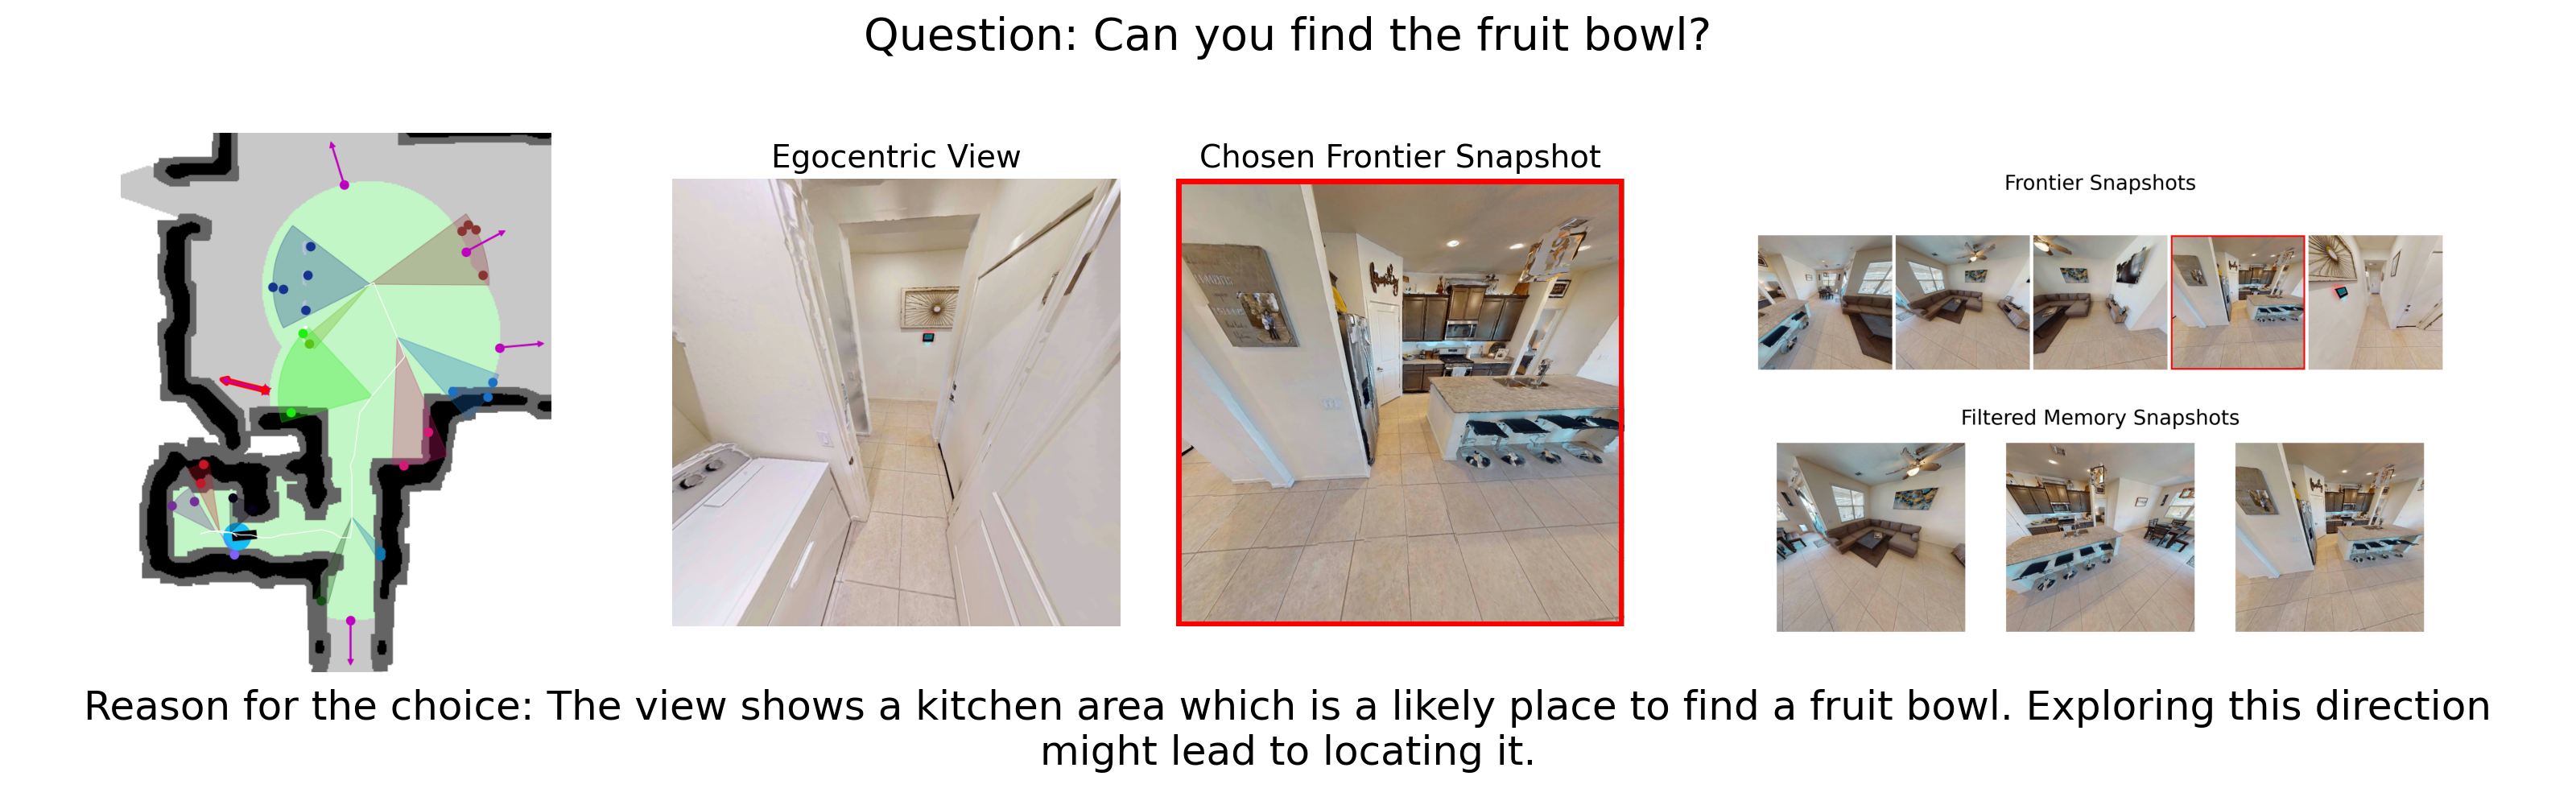 Question: Can you find the fruit bowl?
Egocentric View
Chosen Frontier Snapshot
Frontier Snapshots
Filtered Memory Snapshots
Reason for the choice: The view shows a kitchen area which is a likely place to find a fruit bowl. Exploring this direction
might lead to locating it.